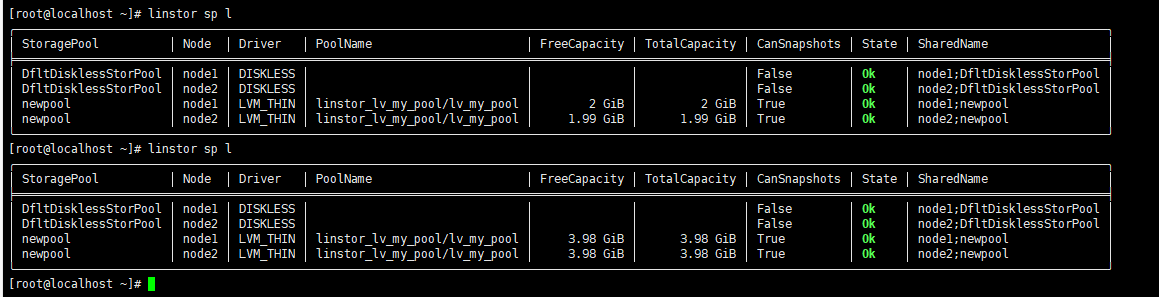 [root@localhost ~]# linstor sp l
StoragePool | Node | Driver | PoolName | FreeCapacity | TotalCapacity | CanSnapshots | State | SharedName
DfltDisklessStorPool | node1 | DISKLESS | | | | False | Ok | node1;DfltDisklessStorPool
DfltDisklessStorPool | node2 | DISKLESS | | | | False | Ok | node2;DfltDisklessStorPool
newpool | node1 | LVM_THIN | linstor_lv_my_pool/lv_my_pool | 2 GiB | 2 GiB | True | Ok | node1;newpool
newpool | node2 | LVM_THIN | linstor_lv_my_pool/lv_my_pool | 1.99 GiB | 1.99 GiB | True | Ok | node2;newpool
[root@localhost ~]# linstor sp l
StoragePool | Node | Driver | PoolName | FreeCapacity | TotalCapacity | CanSnapshots | State | SharedName
DfltDisklessStorPool | node1 | DISKLESS | | | | False | Ok | node1;DfltDisklessStorPool
DfltDisklessStorPool | node2 | DISKLESS | | | | False | Ok | node2;DfltDisklessStorPool
newpool | node1 | LVM_THIN | linstor_lv_my_pool/lv_my_pool | 3.98 GiB | 3.98 GiB | True | Ok | node1;newpool
newpool | node2 | LVM_THIN | linstor_lv_my_pool/lv_my_pool | 3.98 GiB | 3.98 GiB | True | Ok | node2;newpool
[root@localhost ~]#